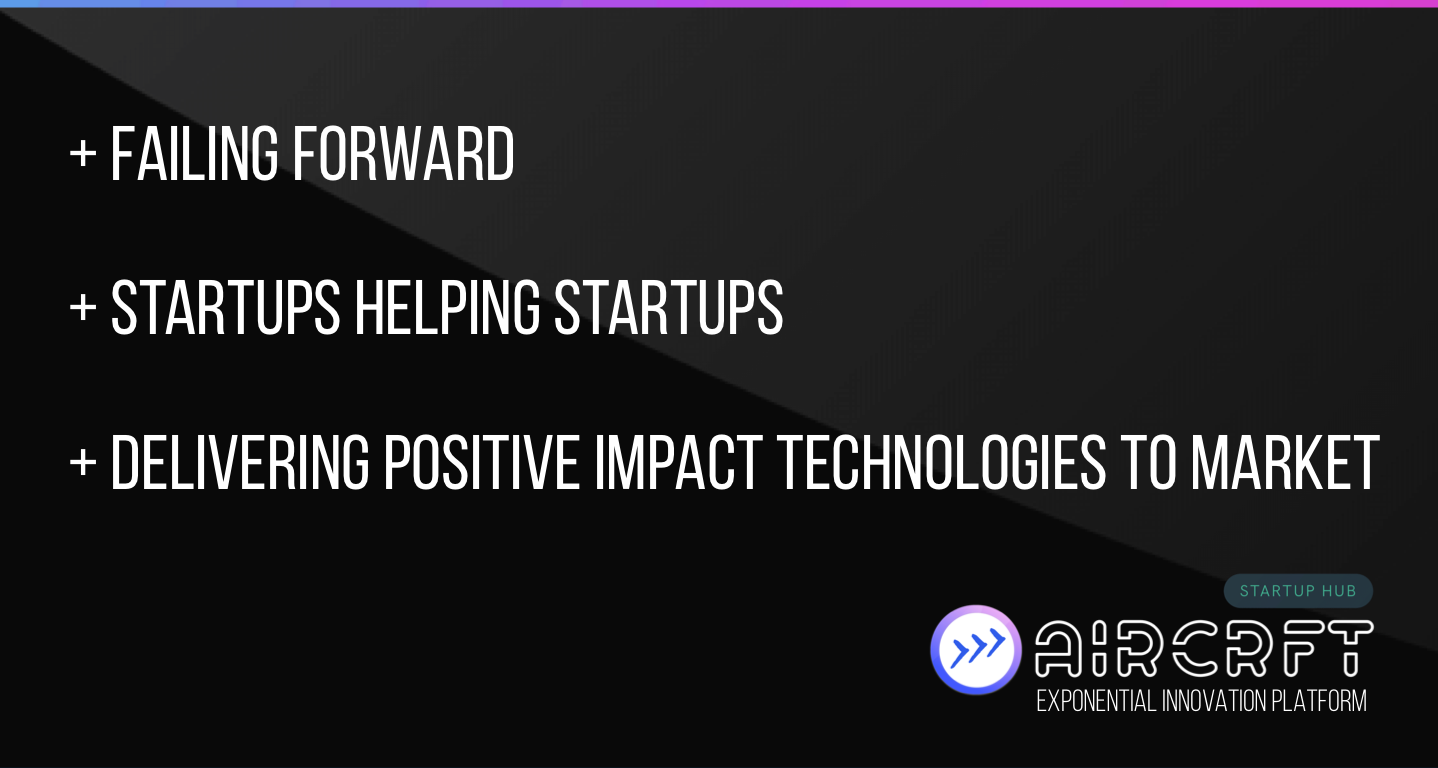 + FAILING FORWARD
+ STARTUPS HELPING STARTUPS
+ DELIVERING POSITIVE IMPACT TECHNOLOGIES TO MARKET
STARTUP HUB
AIRCRFT
EXPONENTIAL INNOVATION PLATFORM